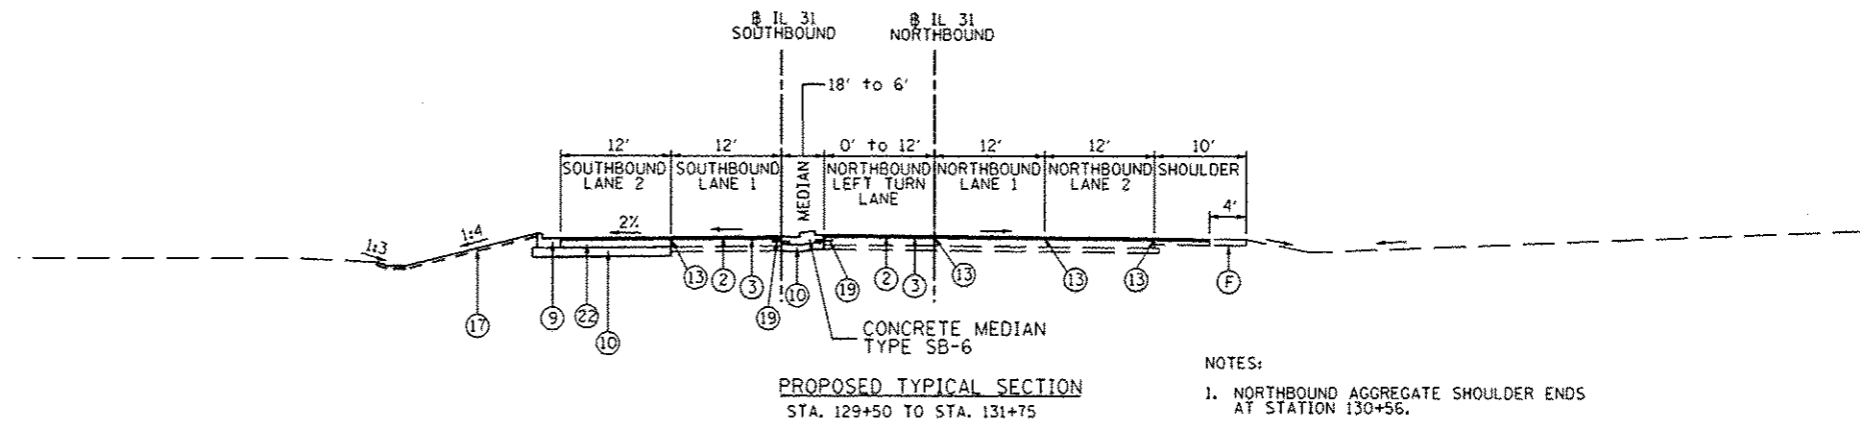 ℄ IL 31
SOUTHBOUND
℄ IL 31
NORTHBOUND
18' to 6'
12'
12'
0' to 12'
12'
12'
10'
SOUTHBOUND
LANE 2
SOUTHBOUND
LANE 1
MEDIAN
NORTHBOUND
LEFT TURN
LANE
NORTHBOUND
LANE 1
NORTHBOUND
LANE 2
SHOULDER
4'
1:3
1:4
2%
17
9
22
10
13
2
3
19
10
19
2
3
13
13
13
F
CONCRETE MEDIAN
TYPE SB-6
PROPOSED TYPICAL SECTION
STA. 129+50 TO STA. 131+75
NOTES:
1. NORTHBOUND AGGREGATE SHOULDER ENDS
AT STATION 130+56.